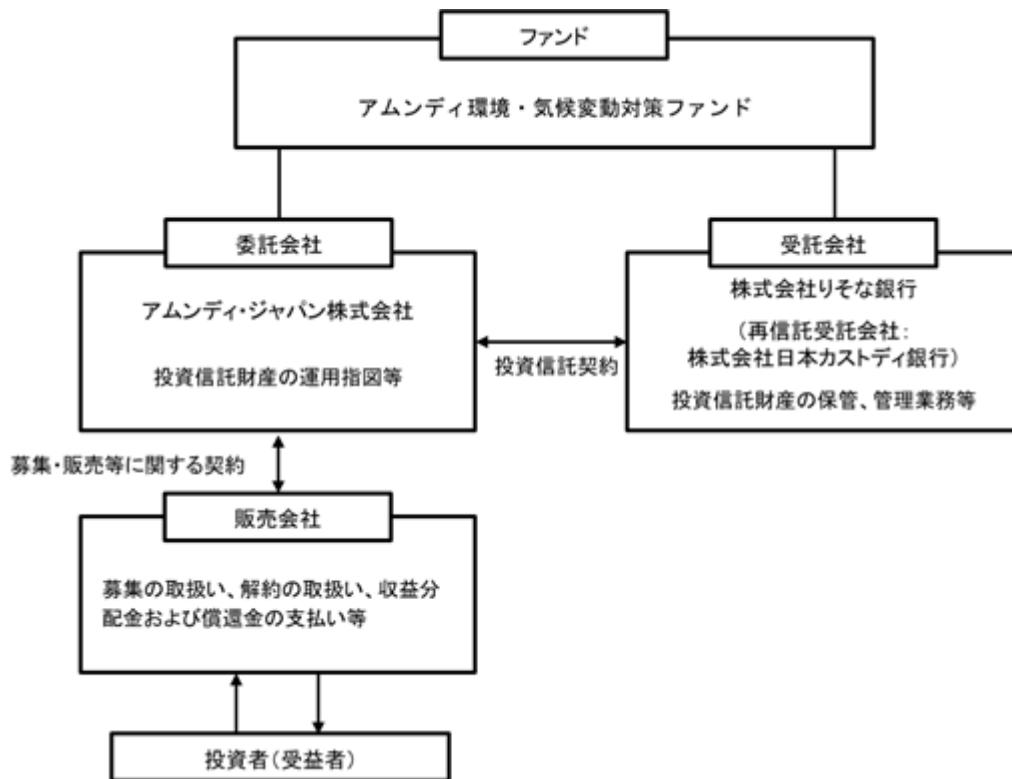 ファンド
アムンディ環境・気候変動対策ファンド
委託会社
アムンディ・ジャパン株式会社
投資信託財産の運用指図等
投資信託契約
受託会社
株式会社りそな銀行
（再信託受託会社：
株式会社日本カストディ銀行）
投資信託財産の保管、管理業務等
募集・販売等に関する契約
販売会社
募集の取扱い、解約の取扱い、収益分
配金および償還金の支払い等
投資者（受益者）